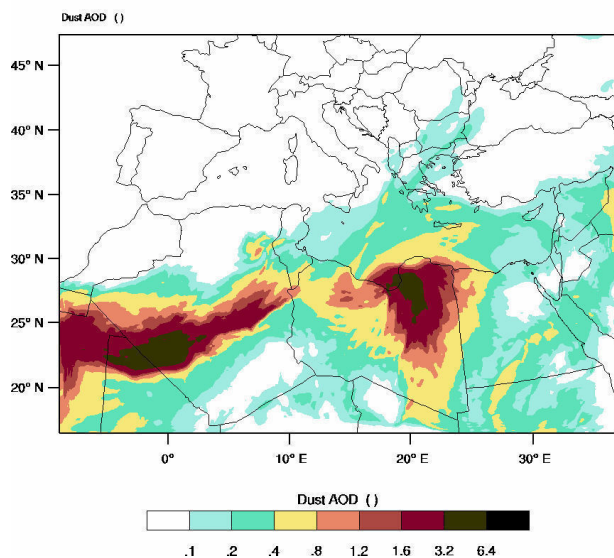 Dust AOD ( )
45° N
40° N
35° N
30° N
25° N
20° N
0° 10° E 20° E 30° E
Dust AOD ( )
.1 .2 .4 .8 1.2 1.6 3.2 6.4